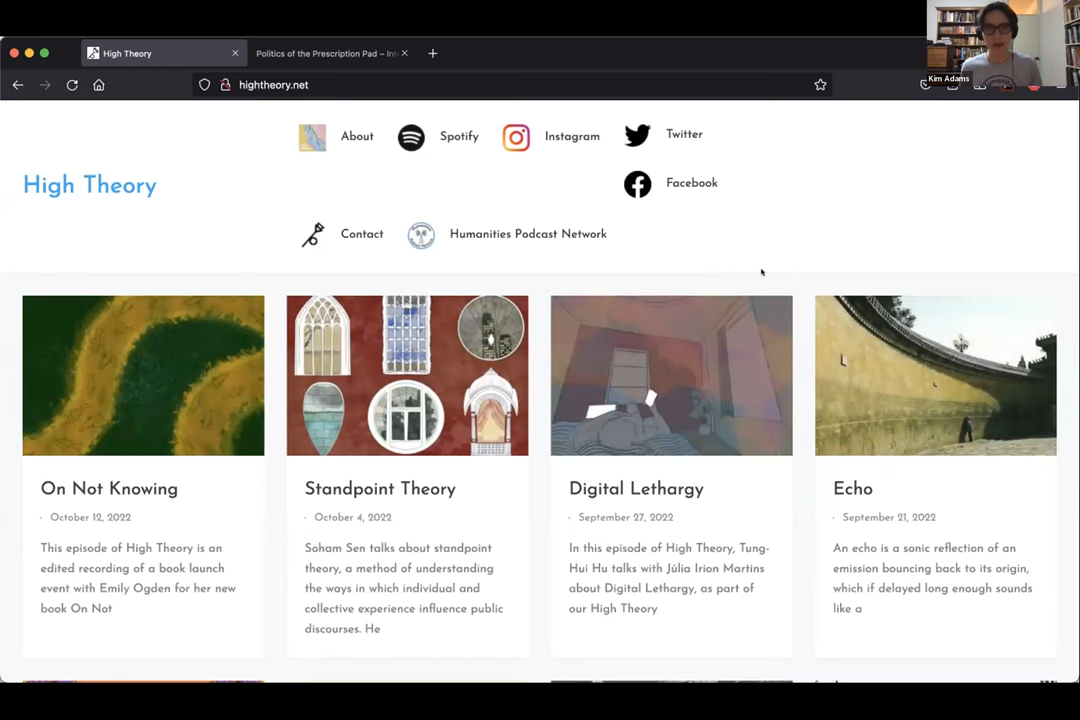 High Theory
Politics of the Prescription Pad – Int
hightheory.net
Kim Adams
About
Spotify
Instagram
Twitter
Facebook
High Theory
Contact
Humanities Podcast Network
On Not Knowing
· October 12, 2022
This episode of High Theory is an
edited recording of a book launch
event with Emily Ogden for her new
book On Not
Standpoint Theory
· October 4, 2022
Soham Sen talks about standpoint
theory, a method of understanding
the ways in which individual and
collective experience influence public
discourses. He
Digital Lethargy
· September 27, 2022
In this episode of High Theory, Tung-
Hui Hu talks with Júlia Irion Martins
about Digital Lethargy, as part of
our High Theory
Echo
· September 21, 2022
An echo is a sonic reflection of an
emission bouncing back to its origin,
which if delayed long enough sounds
like a